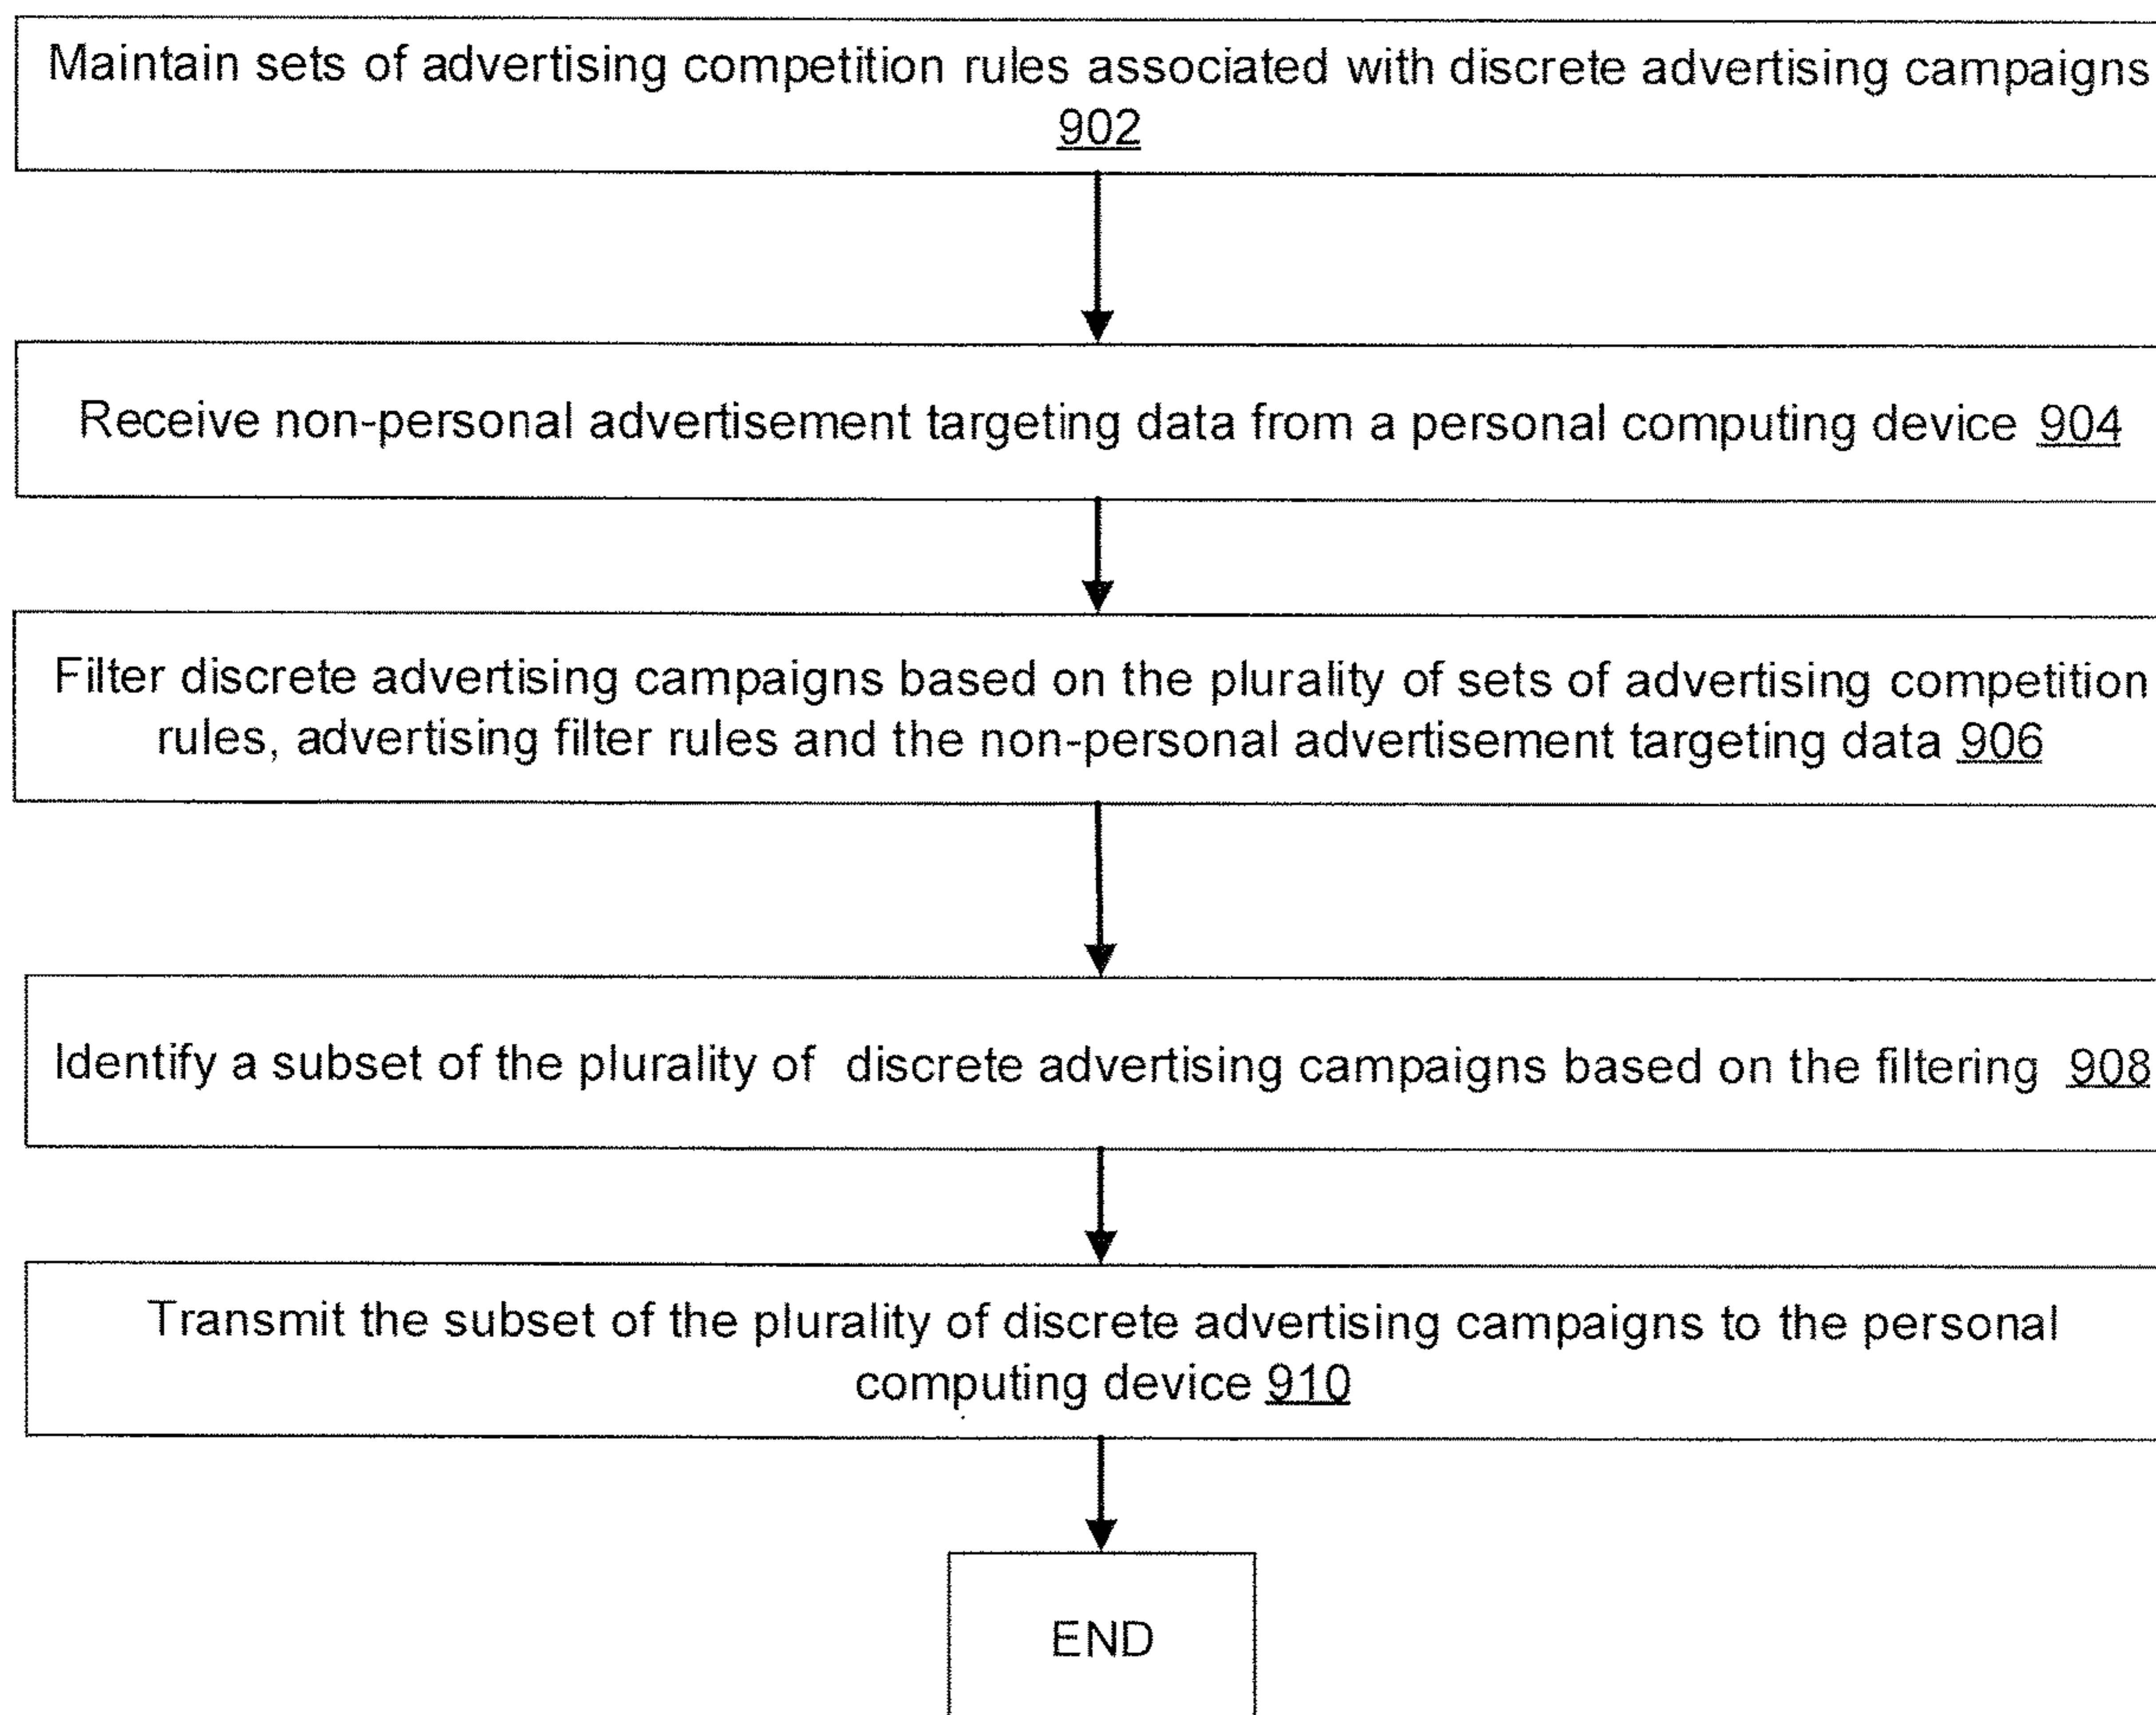 Maintain sets of advertising competition rules associated with discrete advertising campaigns
902
Receive non-personal advertisement targeting data from a personal computing device 904
Filter discrete advertising campaigns based on the plurality of sets of advertising competition
rules, advertising filter rules and the non-personal advertisement targeting data 906
Identify a subset of the plurality of discrete advertising campaigns based on the filtering 908
Transmit the subset of the plurality of discrete advertising campaigns to the personal
computing device 910
END